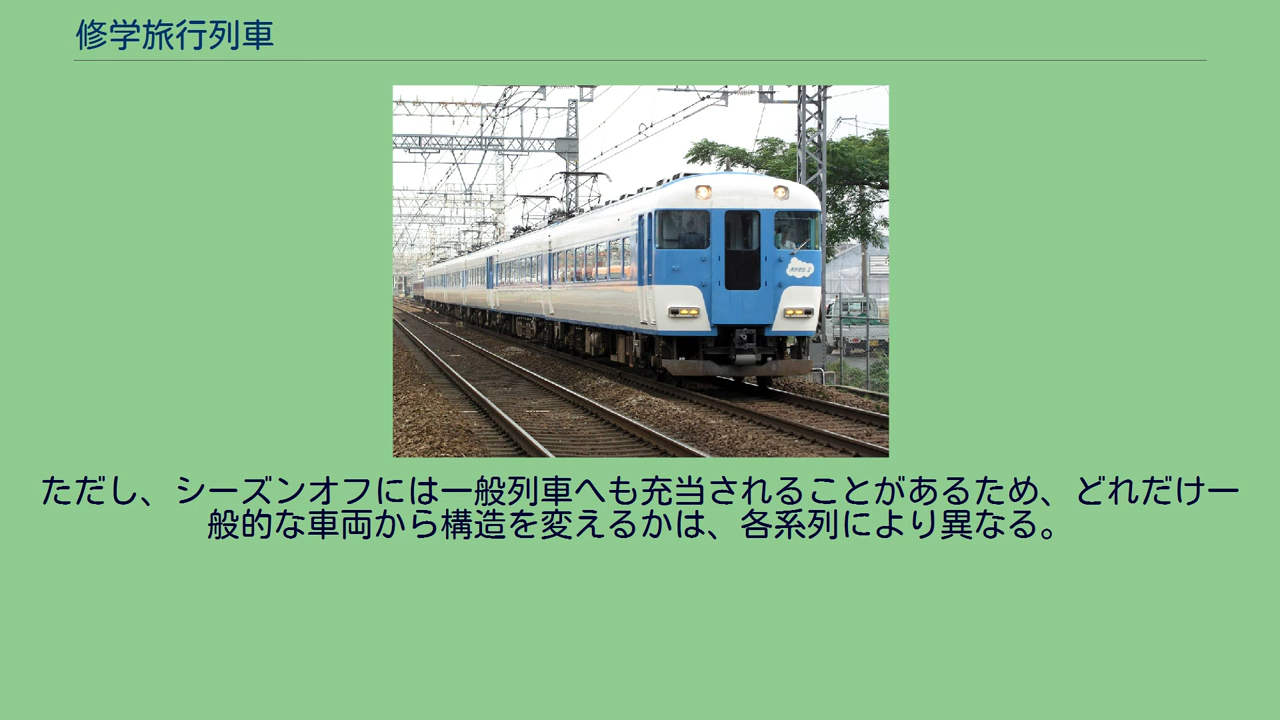 修学旅行列車
ただし、シーズンオフには一般列車へも充当されることがあるため、どれだけ一
般的な車両から構造を変えるかは、各系列により異なる。